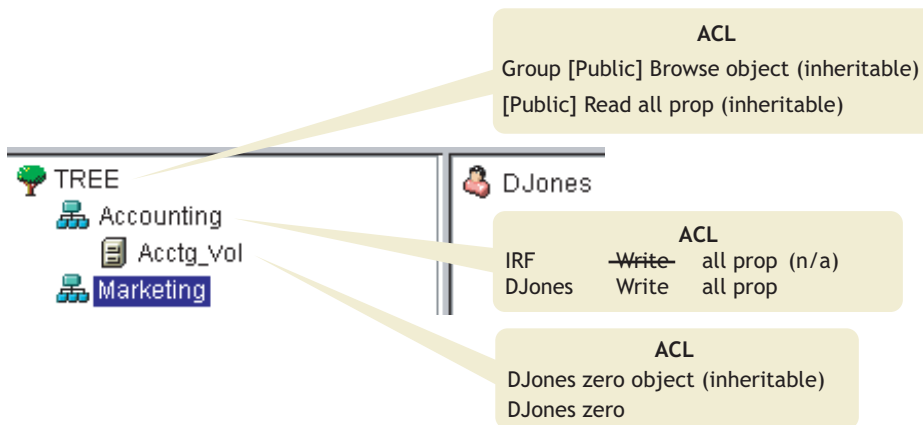 ACL
Group [Public] Browse object (inheritable)
[Public] Read all prop (inheritable)
TREE
Accounting
Acctg_Vol
Marketing
DJones
ACL
IRF Write all prop (n/a)
DJones Write all prop
ACL
DJones zero object (inheritable)
DJones zero